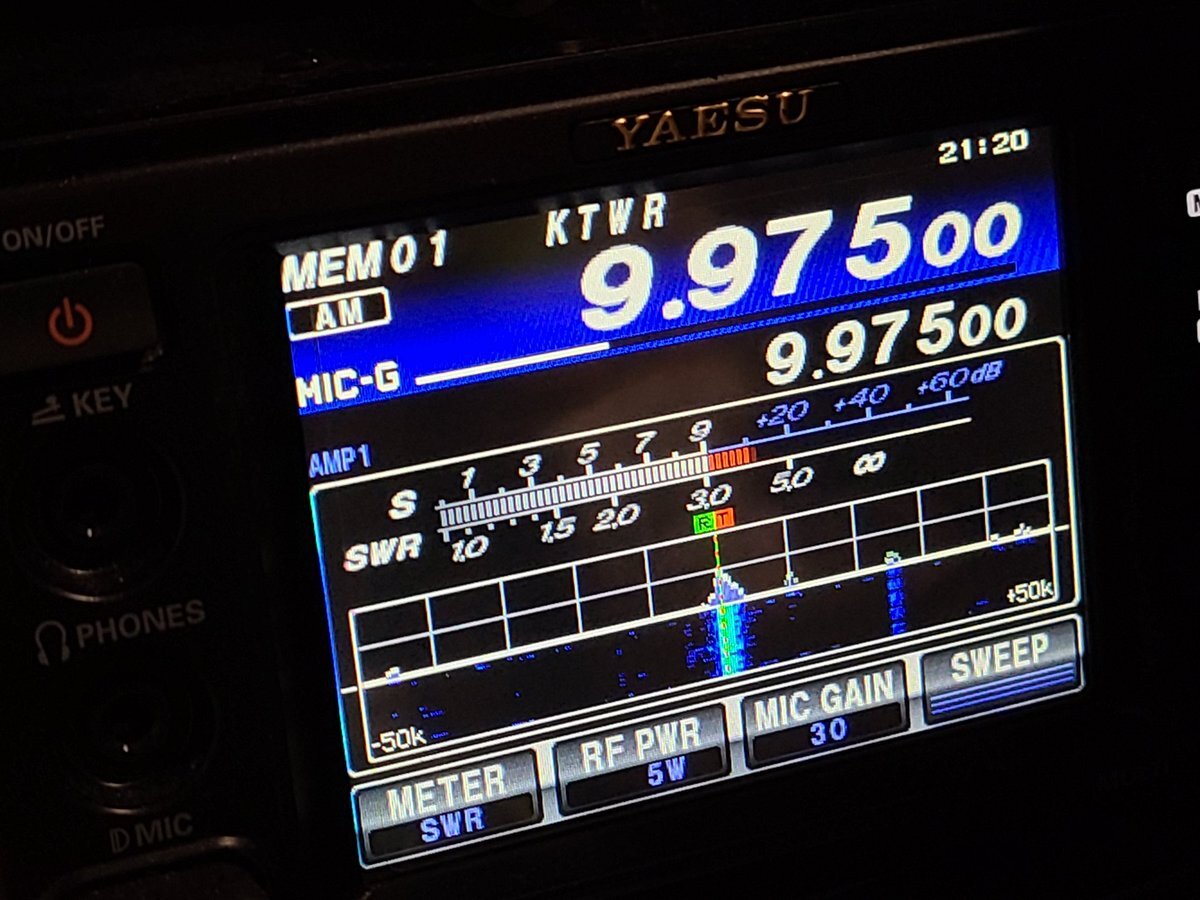 YAESU
21:20
ON/OFF
MEM01 KTWR 9.97500
AM
MIC-G
9.97500
KEY
AMP1
S 1 3 5 7 9 +20 +40 +60dB
SWR 1.0 1.5 2.0 3.0 5.0 ∞
R T
PHONES
-50k +50k
METER RF PWR MIC GAIN SWEEP
SWR 5W 30
MIC